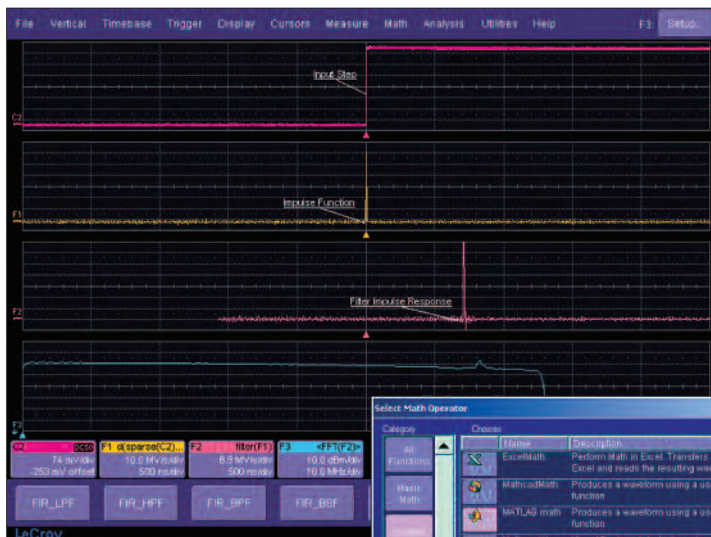 File Vertical Timebase Trigger Display Cursors Measure Math Analysis Utilities Help F3: Setup...
Input Step
C2
Impulse Function
F1
Filter Impulse Response
F2
F3
C2 F1 d(sparse(C2)... F2 filter(F1) F3 <FFT(F2)>
74 mV/div 10.0 MV/s/div 6.8 MV/s/div 10.0 dBm/div
-253 mV offset 500 ns/div 500 ns/div 10.0 MHz/div
FIR_LPF FIR_HPF FIR_BPF FIR_BSF
LeCroy
Select Math Operator
Category Choices
All Functions
Basic Math
Name Description
ExcelMath Perform Math in Excel. Transfers
Excel and reads the resulting wav
MathcadMath Produces a waveform using a use
function
MATLAB math Produces a waveform using a use
function